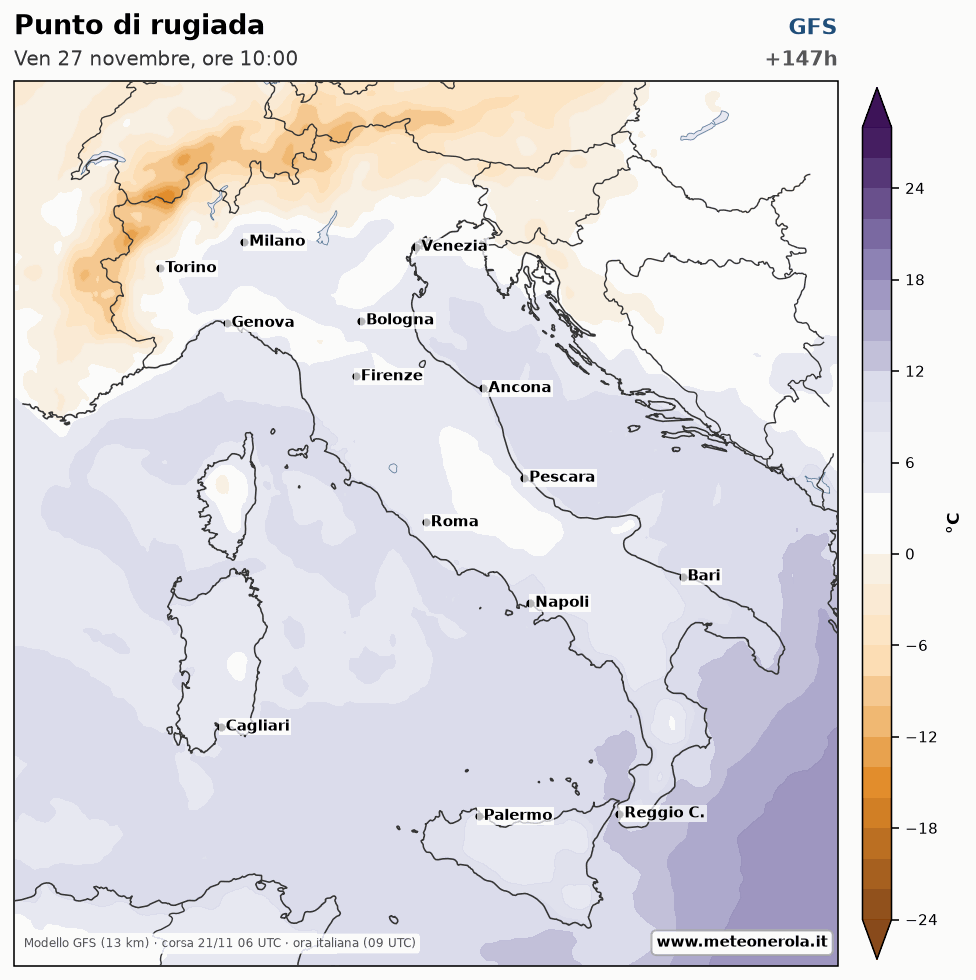 Punto di rugiada
GFS
Ven 27 novembre, ore 10:00
+147h
Milano
Venezia
Torino
Genova
Bologna
Firenze
Ancona
Pescara
Roma
Bari
Napoli
Cagliari
Palermo
Reggio C.
24
18
12
6
0
−6
−12
−18
−24
°C
Modello GFS (13 km) · corsa 21/11 06 UTC · ora italiana (09 UTC)
www.meteonerola.it